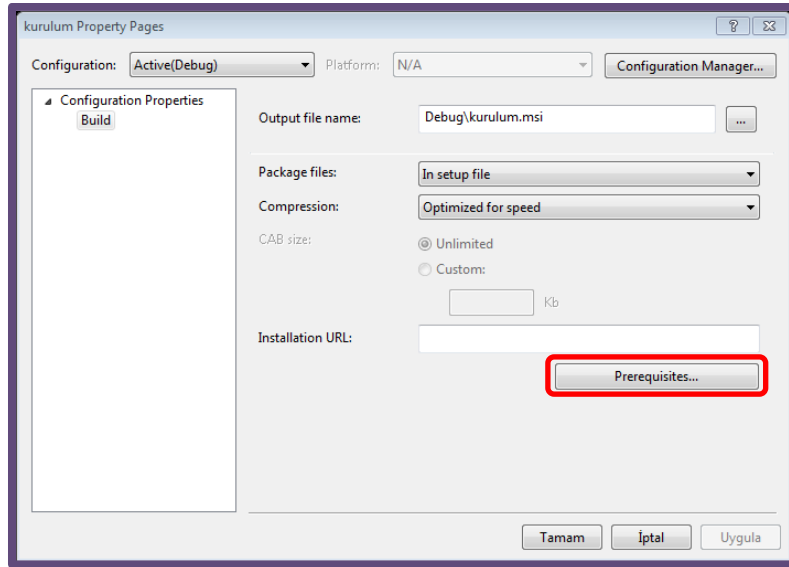 kurulum Property Pages
Configuration: Active(Debug) Platform: N/A Configuration Manager...
Configuration Properties
Build
Output file name: Debug\kurulum.msi ...
Package files: In setup file
Compression: Optimized for speed
CAB size: Unlimited
Custom:
Kb
Installation URL:
Prerequisites...
Tamam İptal Uygula